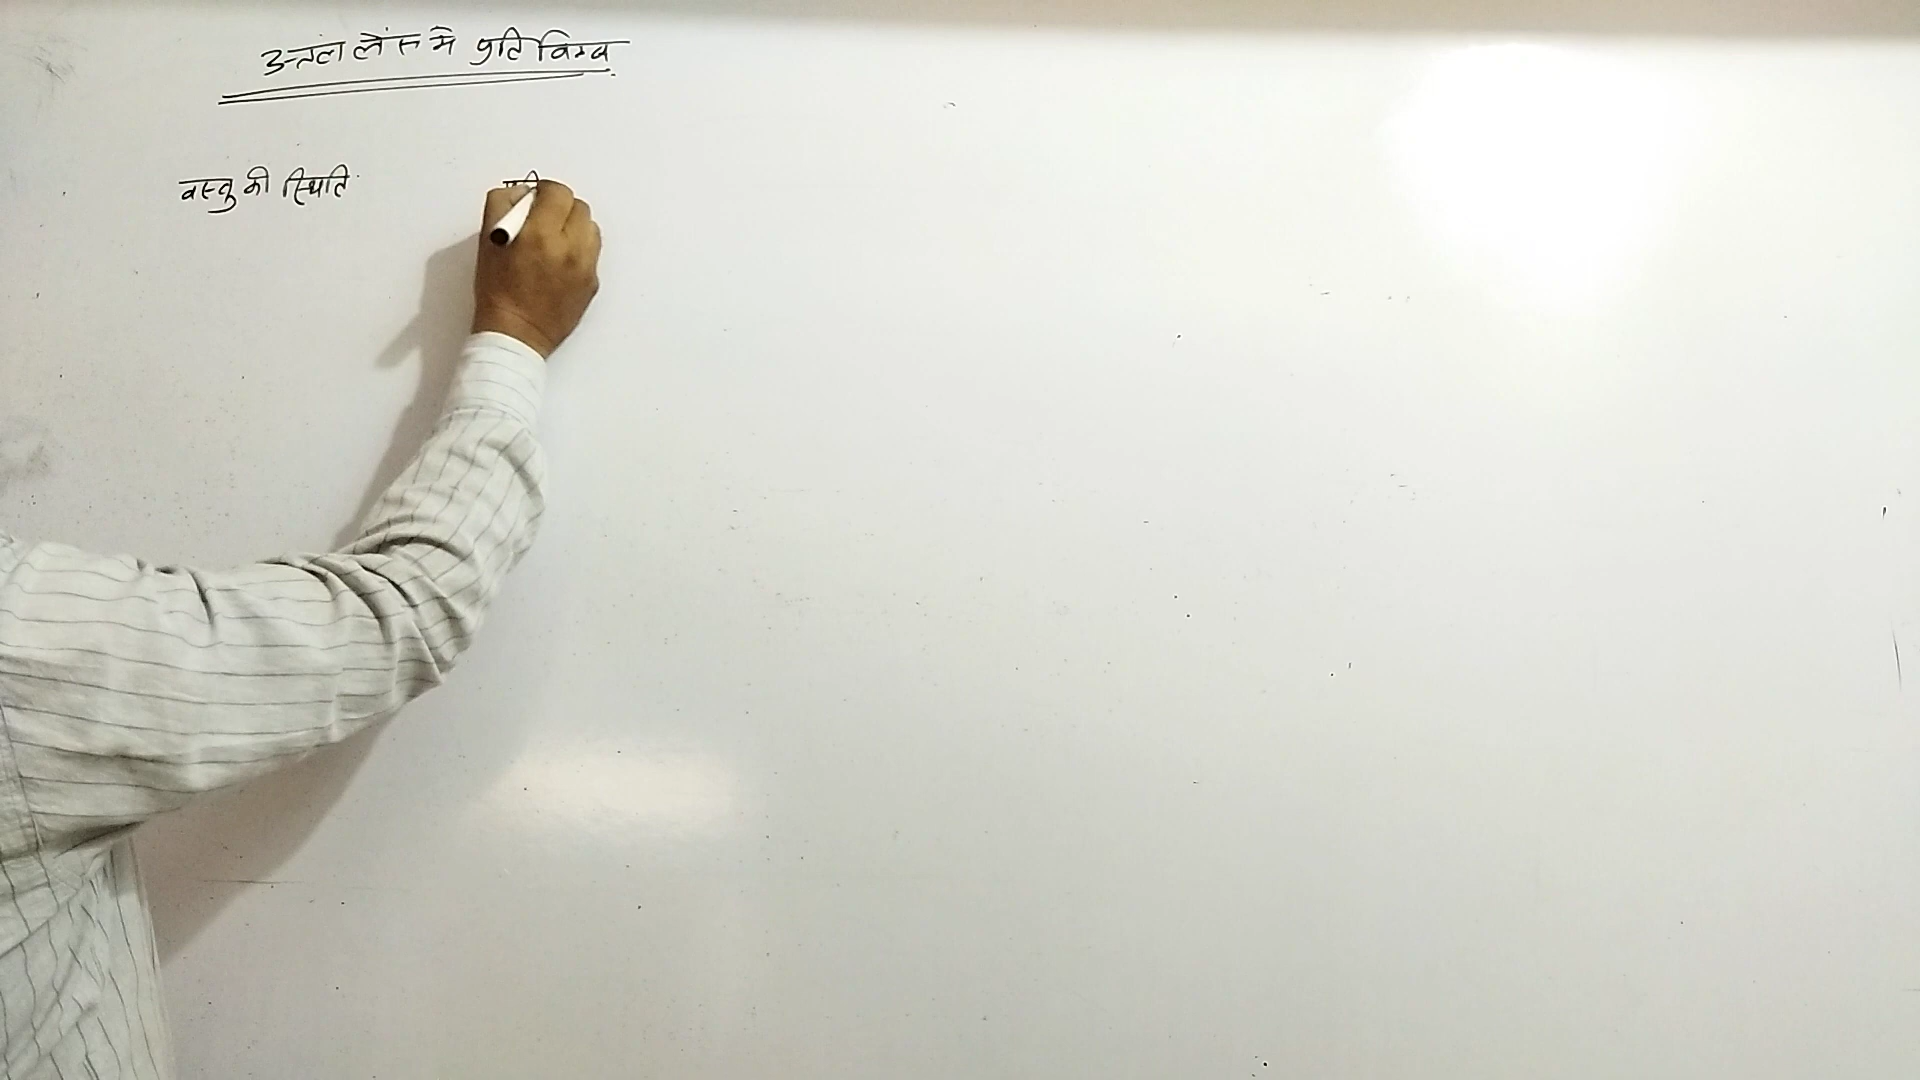 उत्तल लेंस मे प्रतिबिम्ब
वस्तु की स्थिति